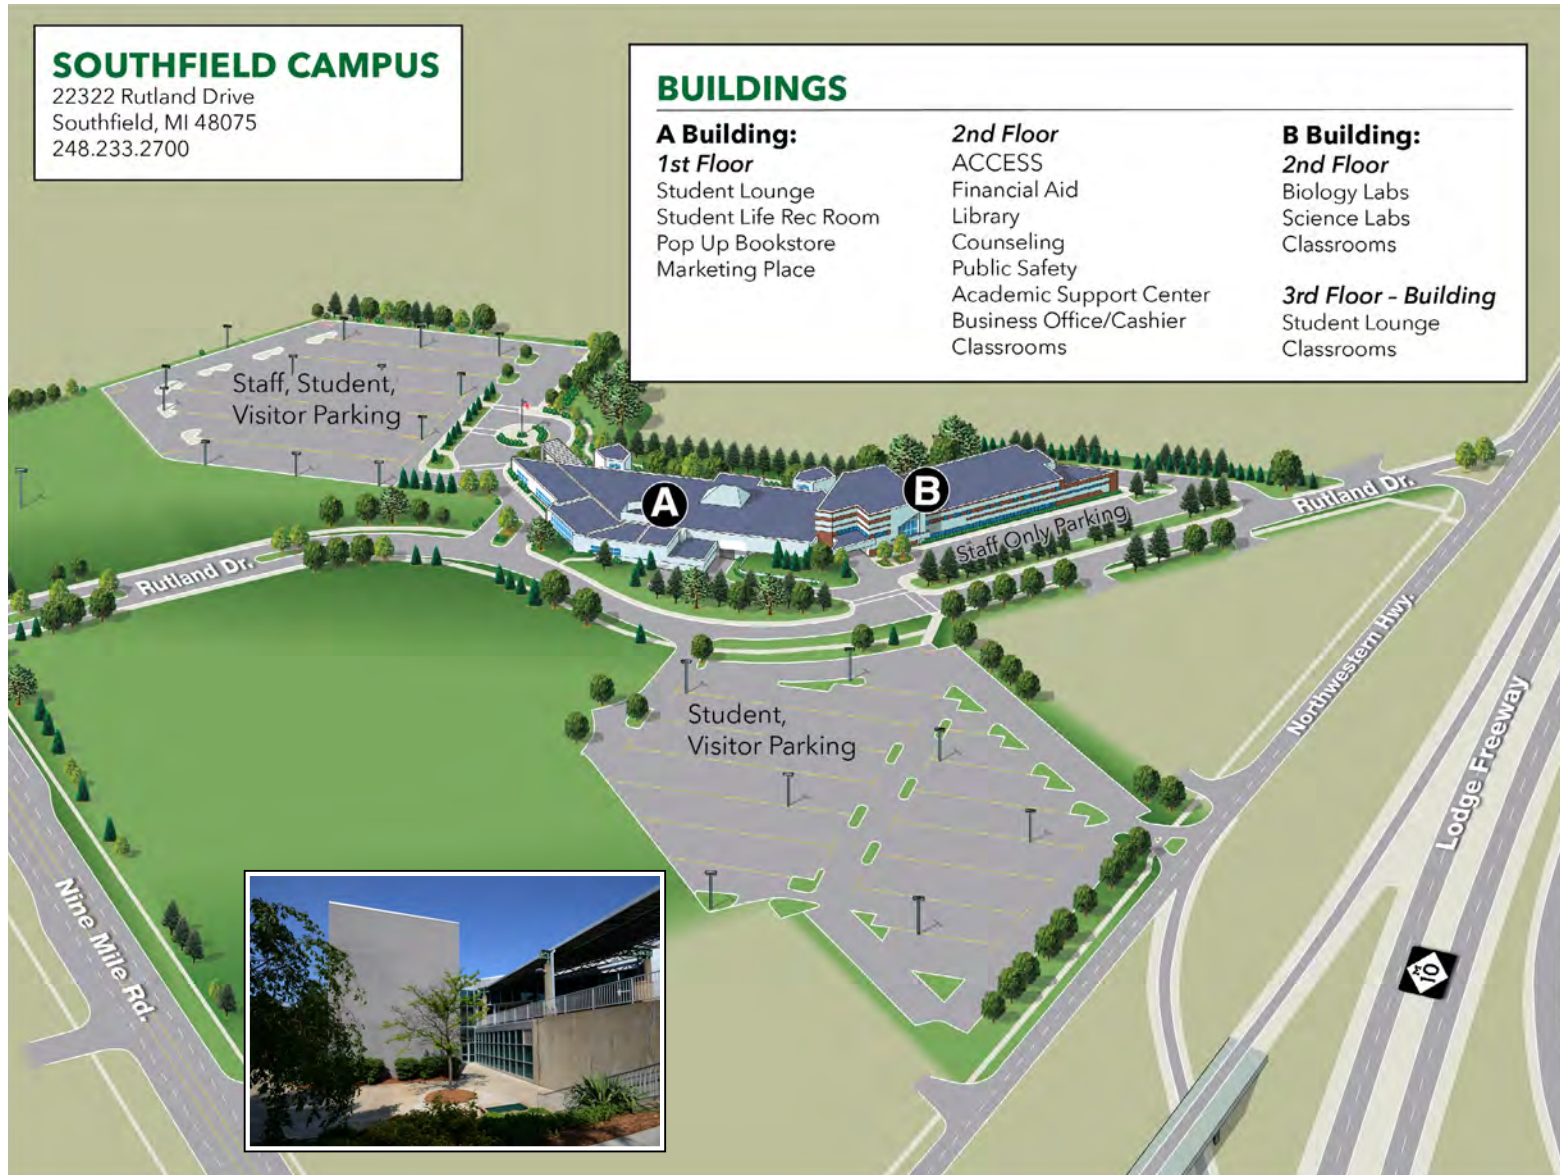 SOUTHFIELD CAMPUS
22322 Rutland Drive
Southfield, MI 48075
248.233.2700
BUILDINGS
A Building:
1st Floor
Student Lounge
Student Life Rec Room
Pop Up Bookstore
Marketing Place
2nd Floor
ACCESS
Financial Aid
Library
Counseling
Public Safety
Academic Support Center
Business Office/Cashier
Classrooms
B Building:
2nd Floor
Biology Labs
Science Labs
Classrooms
3rd Floor – Building
Student Lounge
Classrooms
Staff, Student,
Visitor Parking
A
B
Rutland Dr.
Staff Only Parking
Rutland Dr.
Student,
Visitor Parking
Northwestern Hwy.
Lodge Freeway
Nine Mile Rd.
M
10